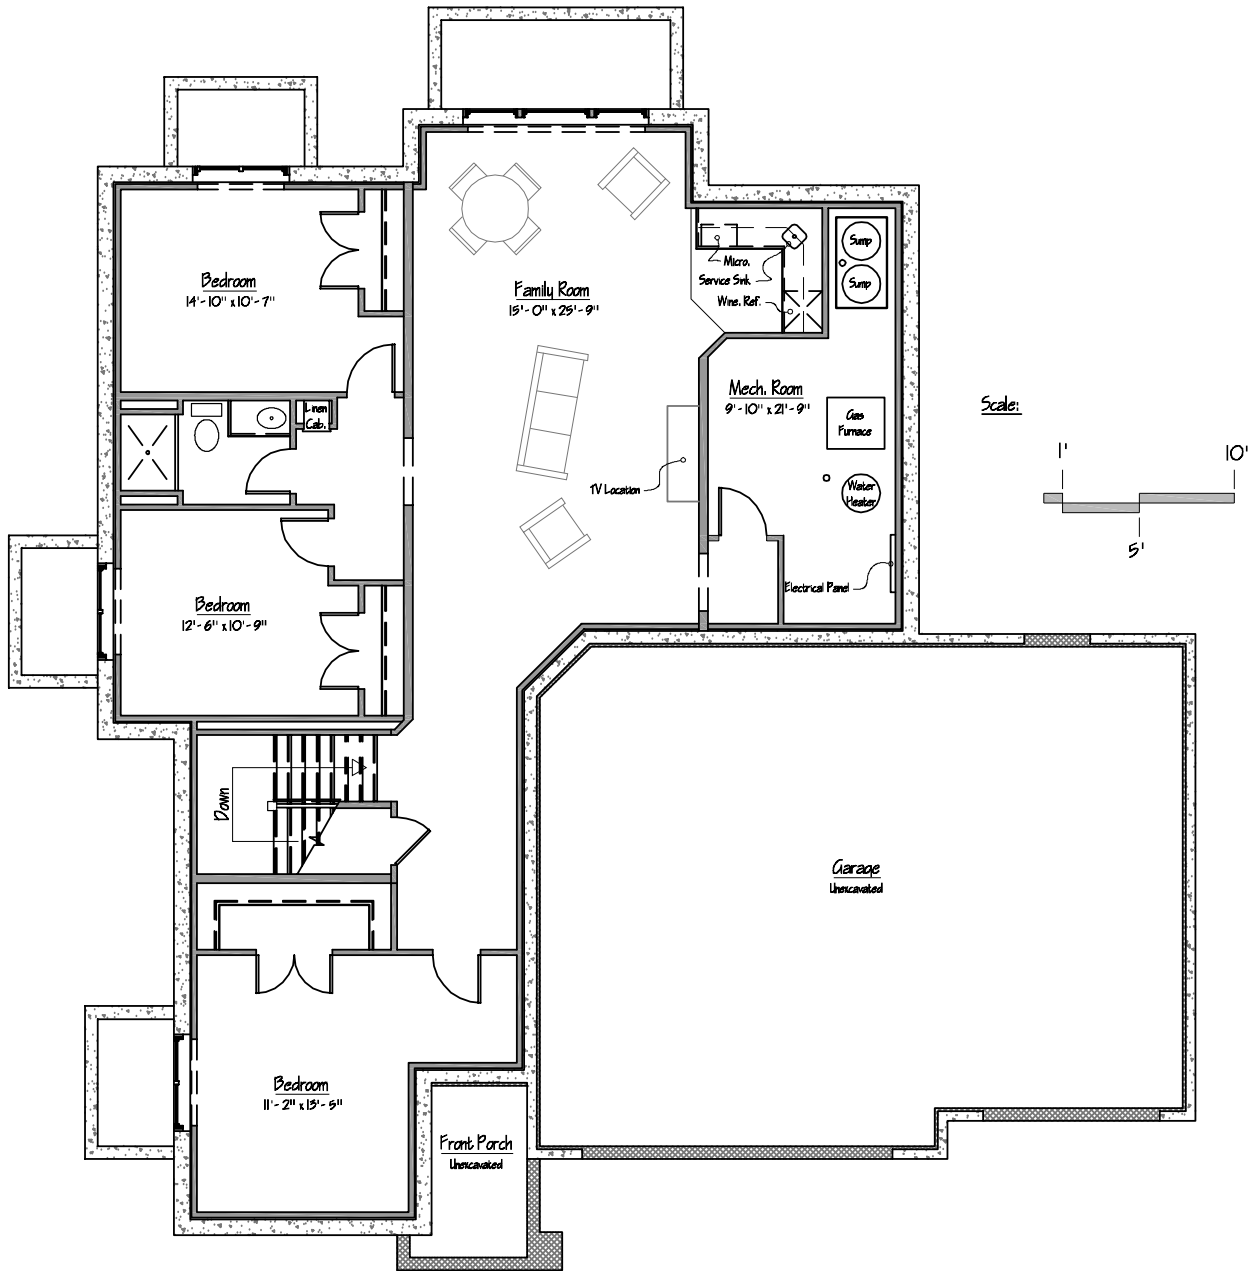 Sump
Sump
Micro.
Service Sink
Wine. Ref.
Bedroom
14'-10" x 10'-7"
Family Room
15'-0" x 25'-9"
Mech. Room
9'-10" x 21'-9"
Scale:
1'
10'
5'
Linen
Cab.
Gas
Furnace
TV Location
Water
Heater
Electrical Panel
Bedroom
12'-6" x 10'-9"
Down
Garage
Unexcavated
Bedroom
11'-2" x 13'-5"
Front Porch
Unexcavated